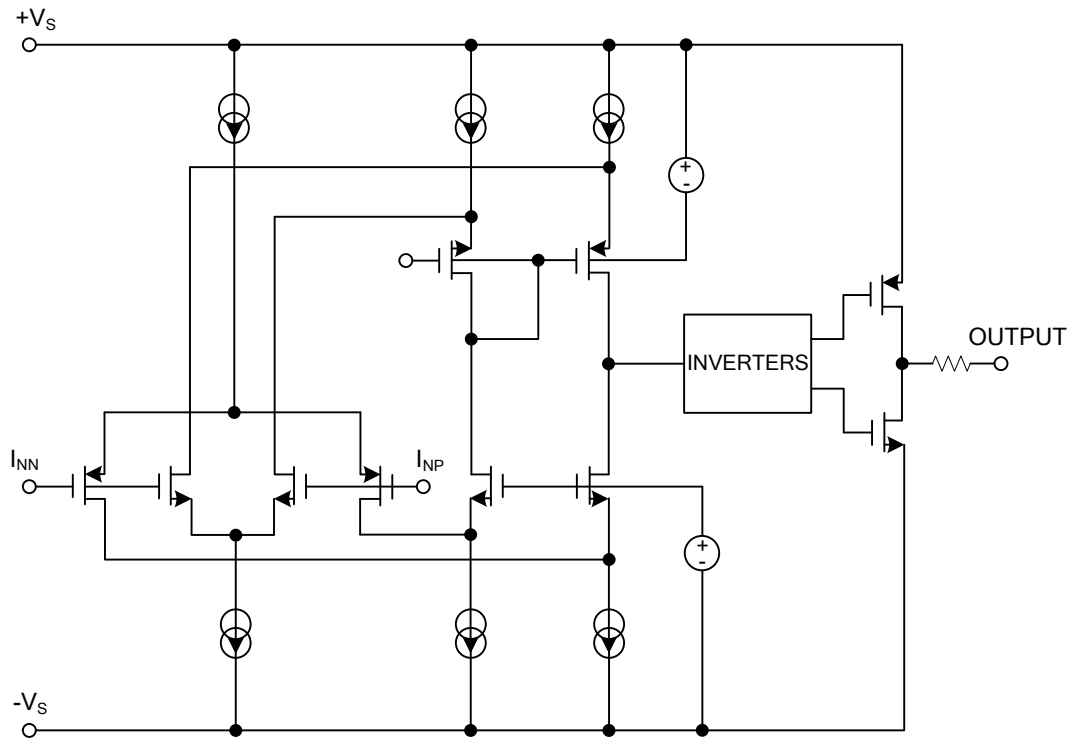 +VS
+
-
INVERTERS
OUTPUT
INN
INP
+
-
-VS